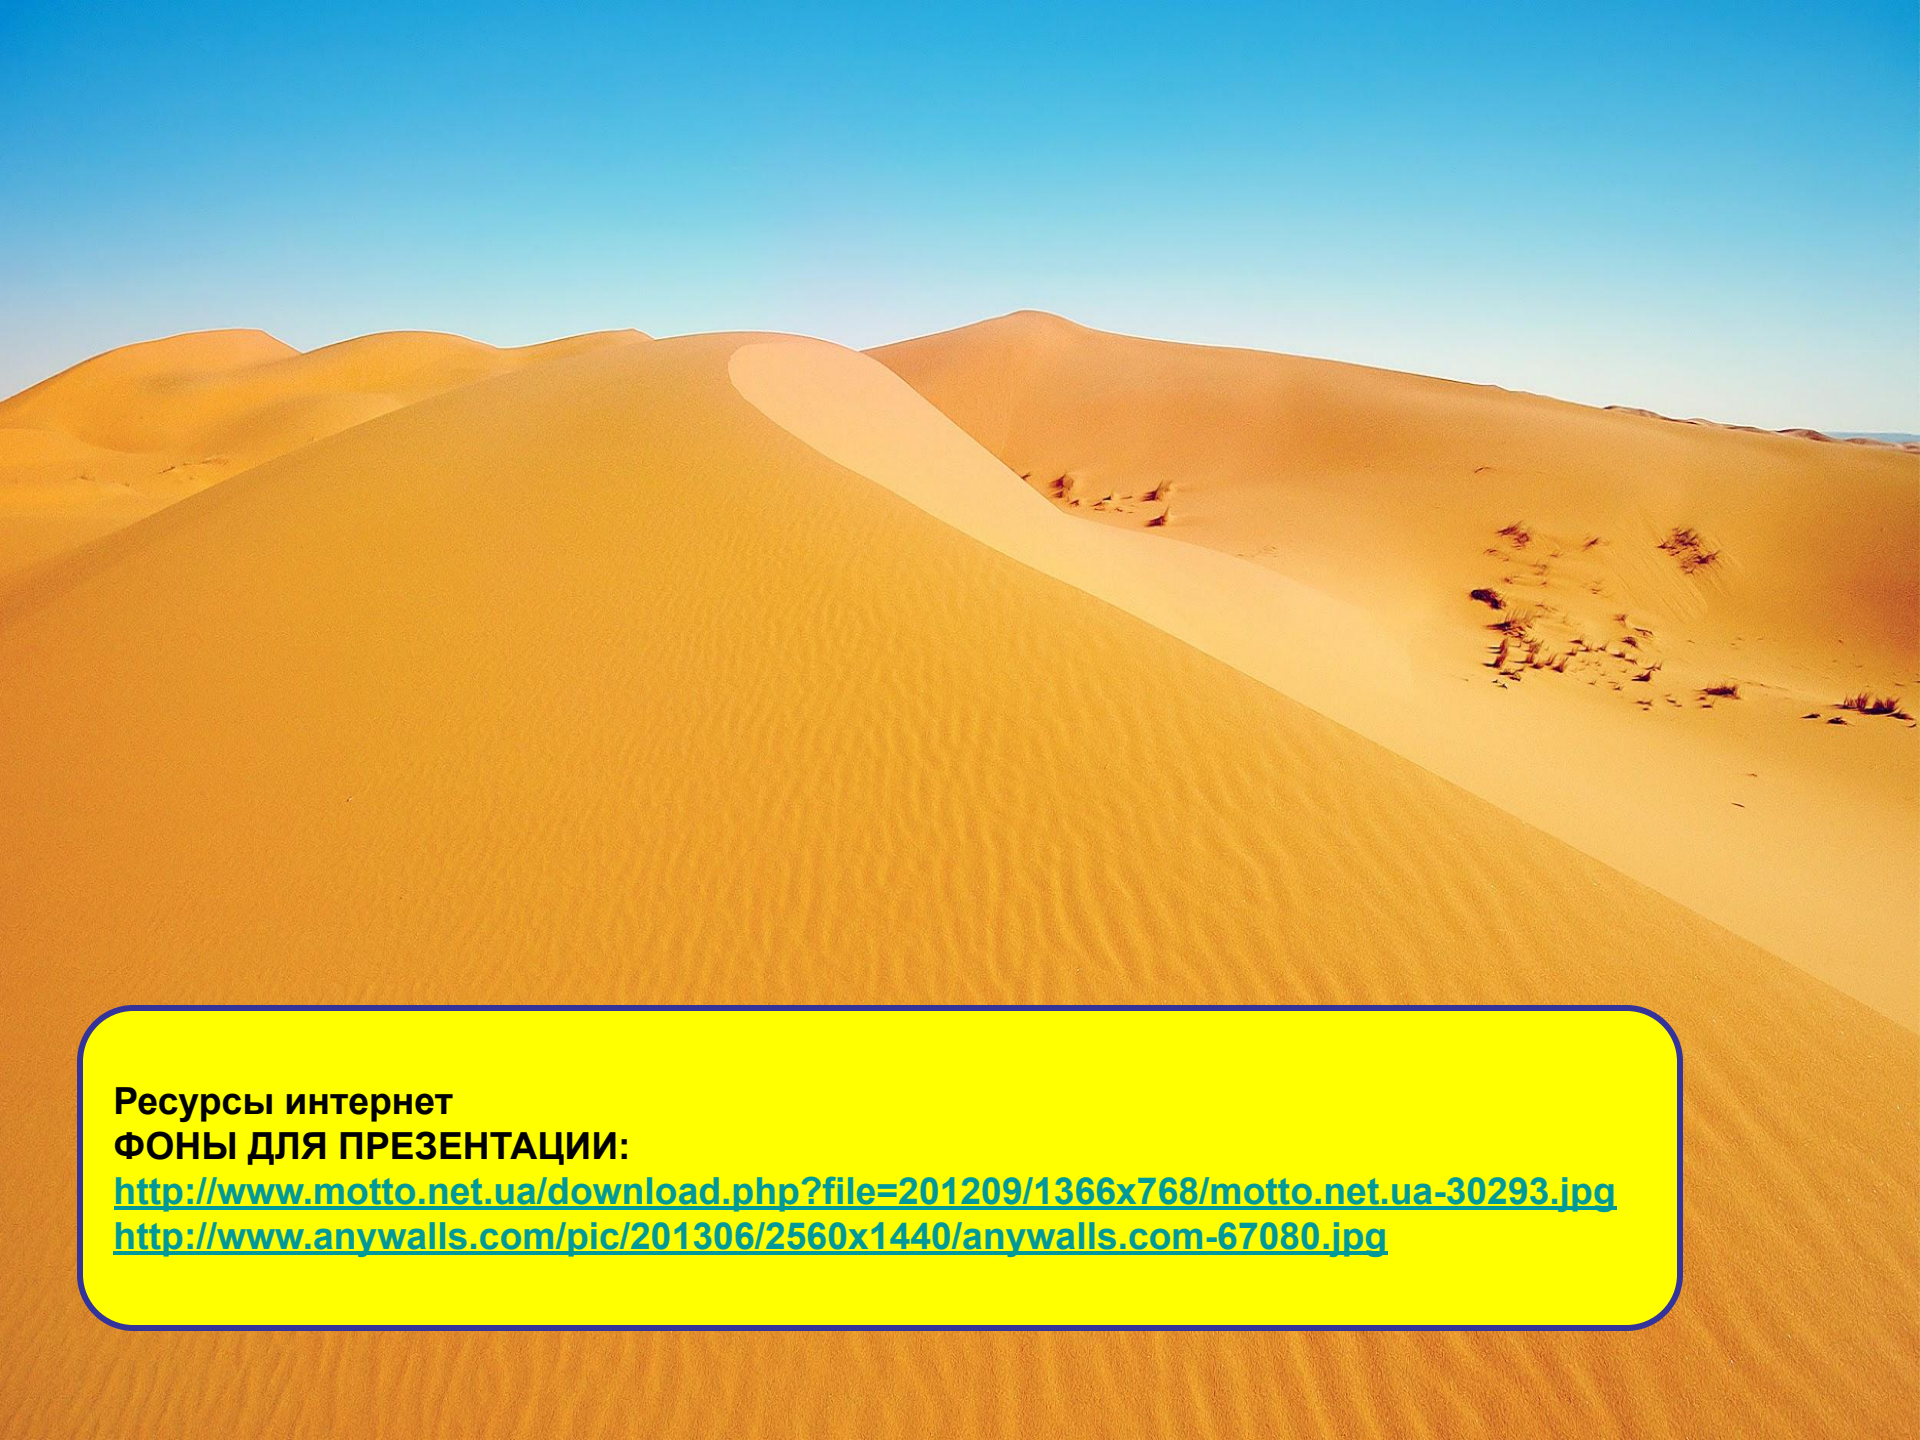 Ресурсы интернет
ФОНЫ ДЛЯ ПРЕЗЕНТАЦИИ:
http://www.motto.net.ua/download.php?file=201209/1366x768/motto.net.ua-30293.jpg
http://www.anywalls.com/pic/201306/2560x1440/anywalls.com-67080.jpg